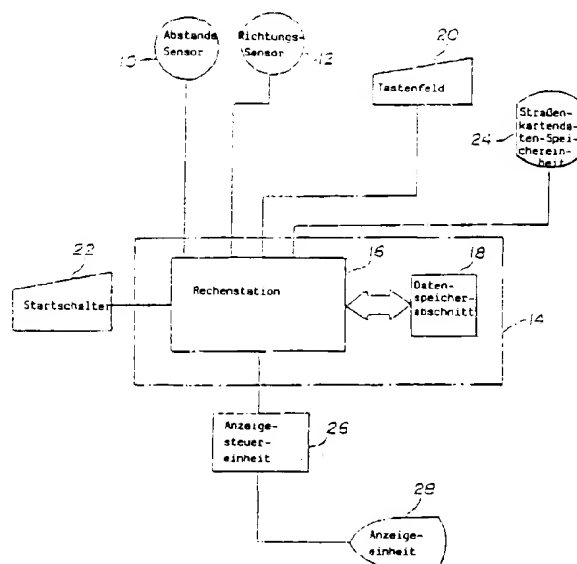 Abstands
Sensor
10
Richtungs-
Sensor
12
20
Tastenfeld
Straßen-
kartenda-
ten-Spei-
chereln-
heit
24
22
Startschalter
16
Rechenstation
18
Daten-
speicher-
abschnitt
14
Anzeige-
steuer-
einheit
26
28
Anzeige-
einheit